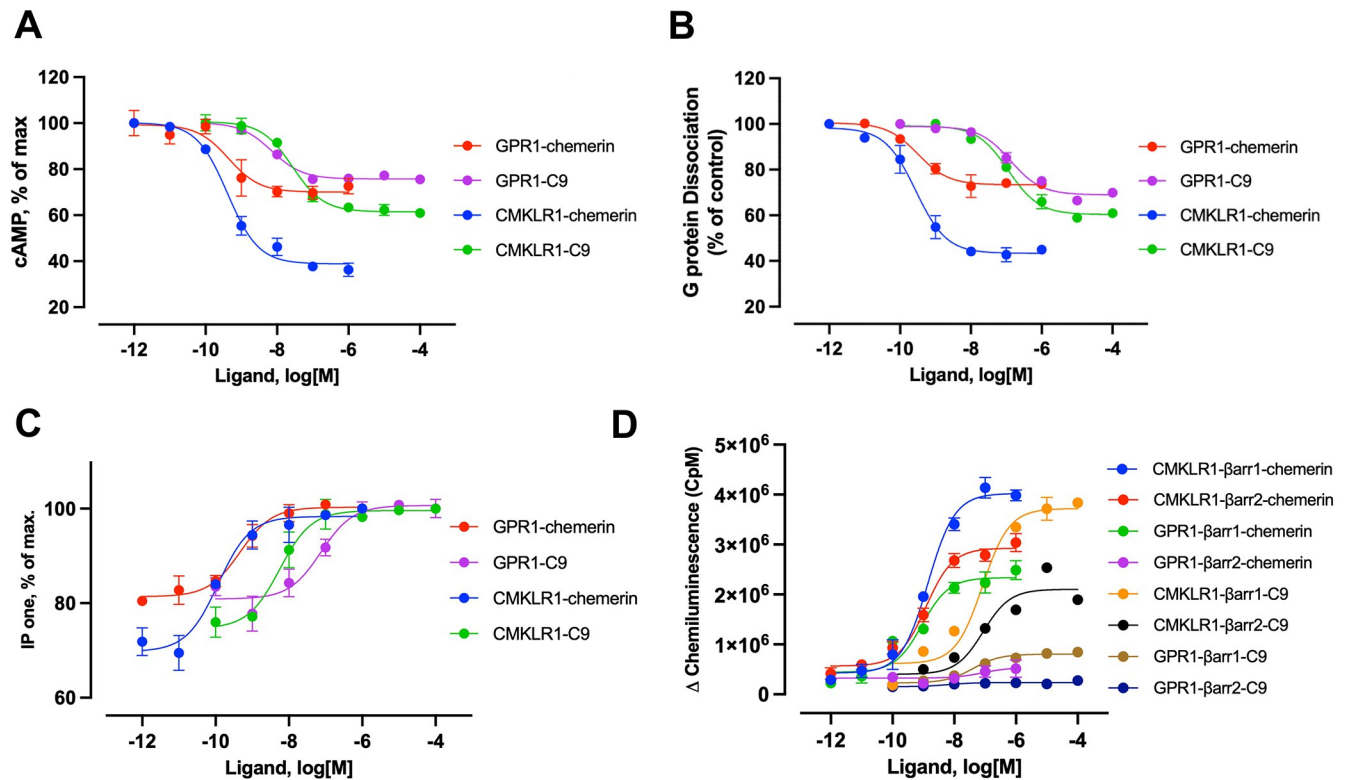 A
cAMP, % of max
120
100
80
60
40
20
-12
-10
-8
-6
-4
Ligand, log[M]
GPR1-chemerin
GPR1-C9
CMKLR1-chemerin
CMKLR1-C9
B
G protein Dissociation
(% of control)
120
100
80
60
40
20
-12
-10
-8
-6
-4
Ligand, log[M]
GPR1-chemerin
GPR1-C9
CMKLR1-chemerin
CMKLR1-C9
C
IP one, % of max.
100
80
60
-12
-10
-8
-6
-4
Ligand, log[M]
GPR1-chemerin
GPR1-C9
CMKLR1-chemerin
CMKLR1-C9
D
Δ Chemiluminescence (CpM)
5×10⁶
4×10⁶
3×10⁶
2×10⁶
1×10⁶
0
-12
-10
-8
-6
-4
Ligand, log[M]
CMKLR1-βarr1-chemerin
CMKLR1-βarr2-chemerin
GPR1-βarr1-chemerin
GPR1-βarr2-chemerin
CMKLR1-βarr1-C9
CMKLR1-βarr2-C9
GPR1-βarr1-C9
GPR1-βarr2-C9